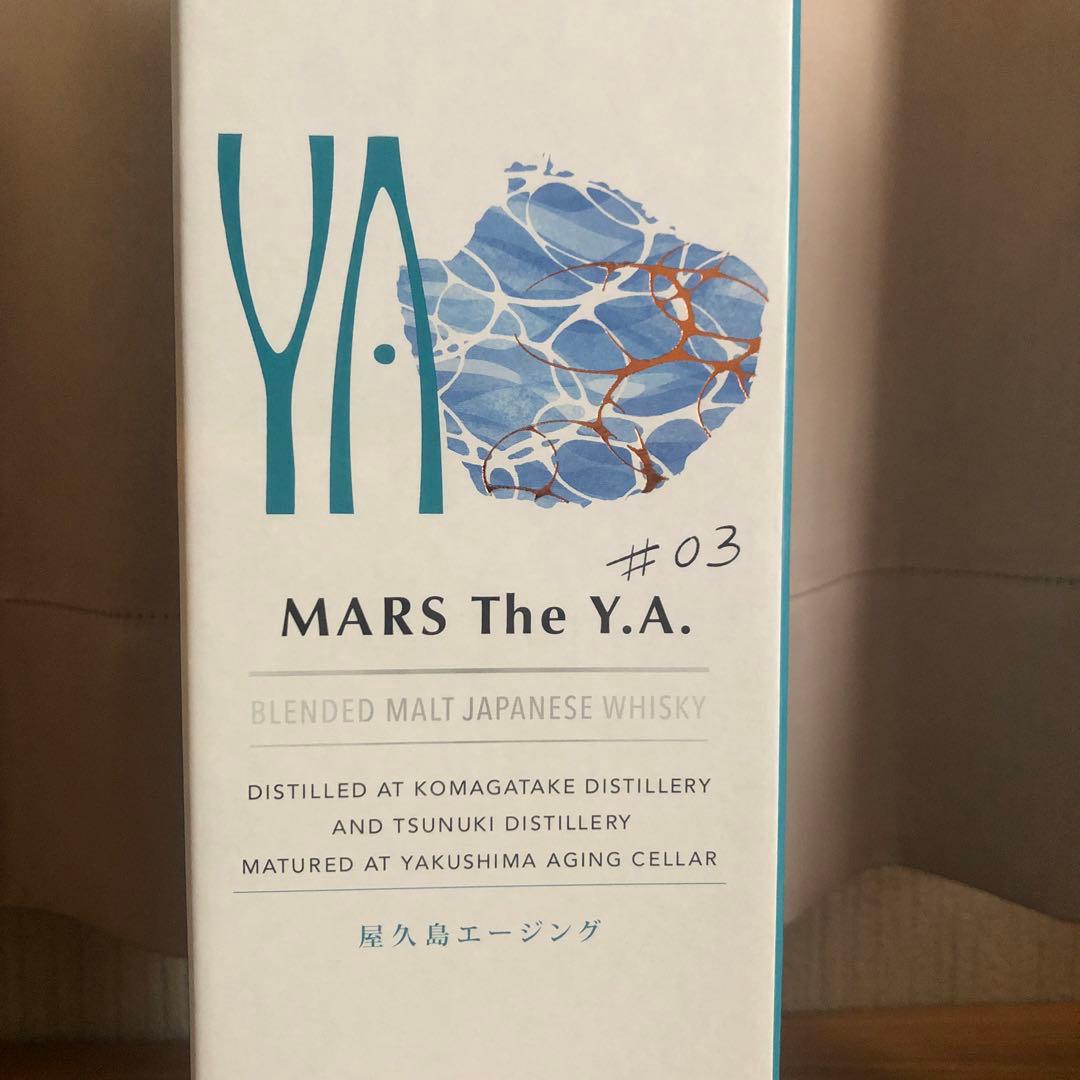 YA
#03
MARS The Y.A.
BLENDED MALT JAPANESE WHISKY
DISTILLED AT KOMAGATAKE DISTILLERY
AND TSUNUKI DISTILLERY
MATURED AT YAKUSHIMA AGING CELLAR
屋久島エージング